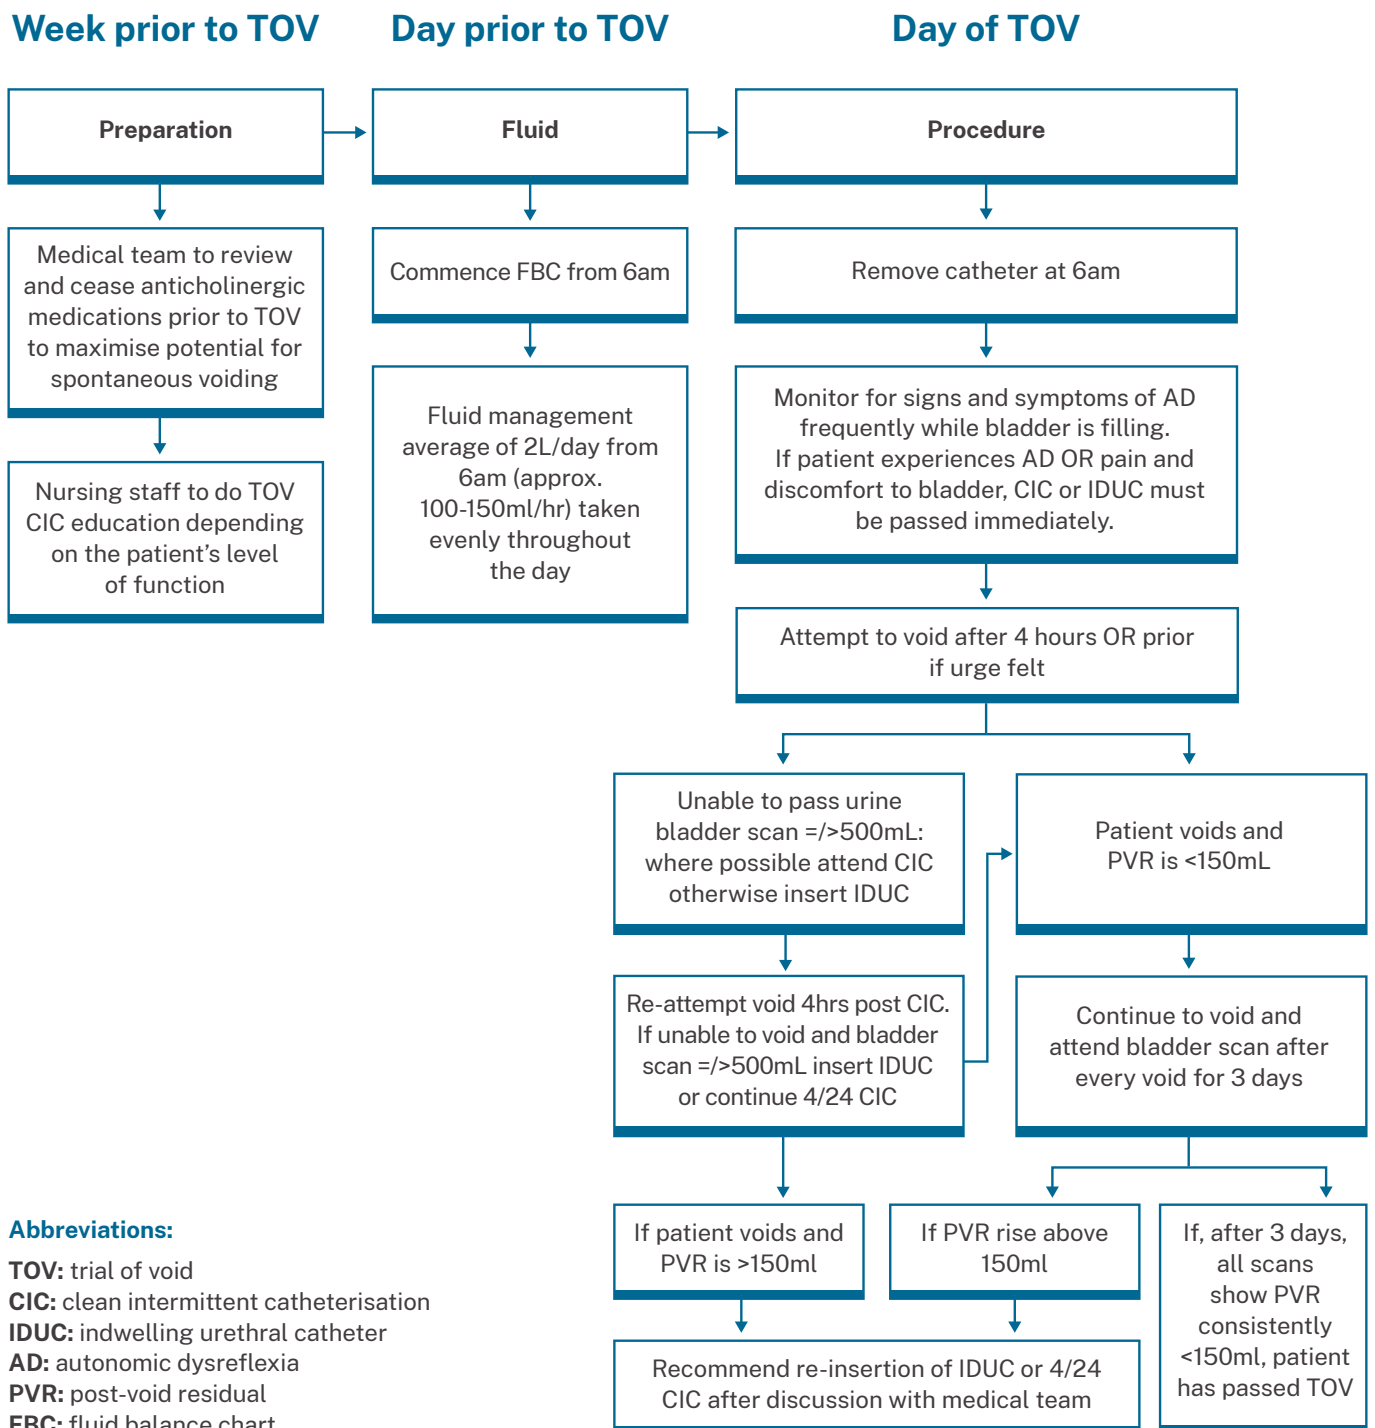 Week prior to TOV
Day prior to TOV
Day of TOV
Preparation
Fluid
Procedure
Medical team to review
and cease anticholinergic
medications prior to TOV
to maximise potential for
spontaneous voiding
Nursing staff to do TOV
CIC education depending
on the patient's level
of function
Commence FBC from 6am
Fluid management
average of 2L/day from
6am (approx.
100-150ml/hr) taken
evenly throughout
the day
Remove catheter at 6am
Monitor for signs and symptoms of AD
frequently while bladder is filling.
If patient experiences AD OR pain and
discomfort to bladder, CIC or IDUC must
be passed immediately.
Attempt to void after 4 hours OR prior
if urge felt
Unable to pass urine
bladder scan =/>500mL:
where possible attend CIC
otherwise insert IDUC
Patient voids and
PVR is <150mL
Re-attempt void 4hrs post CIC.
If unable to void and bladder
scan =/>500mL insert IDUC
or continue 4/24 CIC
Continue to void and
attend bladder scan after
every void for 3 days
If patient voids and
PVR is >150ml
If PVR rise above
150ml
If, after 3 days,
all scans
show PVR
consistently
<150ml, patient
has passed TOV
Recommend re-insertion of IDUC or 4/24
CIC after discussion with medical team
Abbreviations:
TOV: trial of void
CIC: clean intermittent catheterisation
IDUC: indwelling urethral catheter
AD: autonomic dysreflexia
PVR: post-void residual
FBC: fluid balance chart